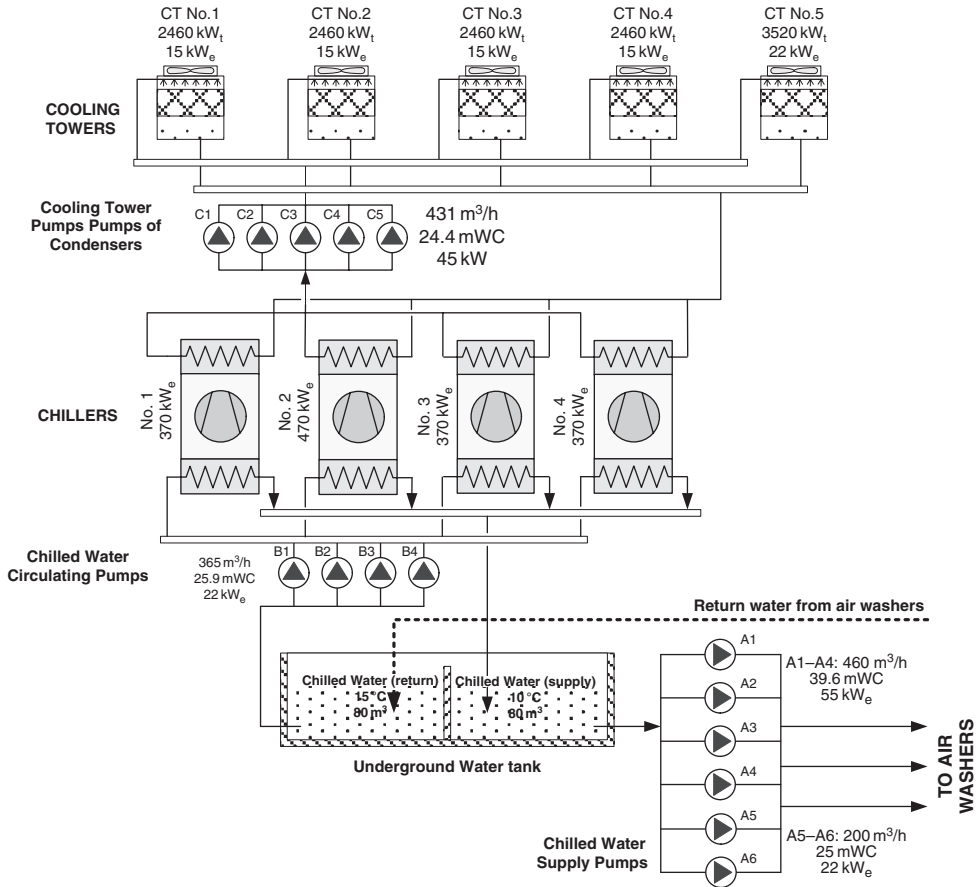 CT No.1
2460 kWt
15 kWe
CT No.2
2460 kWt
15 kWe
CT No.3
2460 kWt
15 kWe
CT No.4
2460 kWt
15 kWe
CT No.5
3520 kWt
22 kWe
COOLING
TOWERS
Cooling Tower
Pumps Pumps of
Condensers
C1
C2
C3
C4
C5
431 m³/h
24.4 mWC
45 kW
CHILLERS
No. 1
370 kWe
No. 2
470 kWe
No. 3
370 kWe
No. 4
370 kWe
Chilled Water
Circulating Pumps
365 m³/h
25.9 mWC
22 kWe
B1
B2
B3
B4
Return water from air washers
Chilled Water (return)
15 °C
80 m³
Chilled Water (supply)
10 °C
80 m³
Underground Water tank
A1
A2
A3
A4
A5
A6
A1–A4: 460 m³/h
39.6 mWC
55 kWe
TO AIR
WASHERS
A5–A6: 200 m³/h
25 mWC
22 kWe
Chilled Water
Supply Pumps